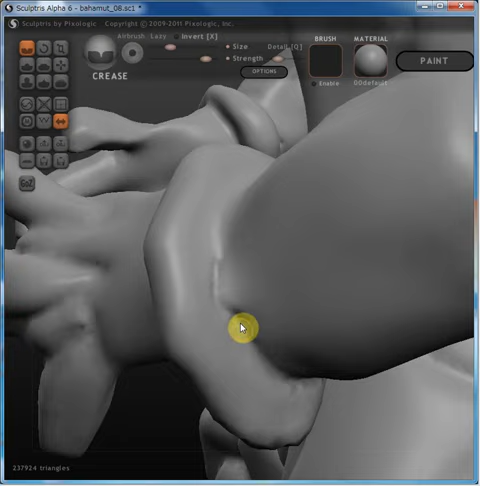 Sculptris Alpha 6 - bahamut_06.sc1 *
Sculptris by Pixologic Copyright © 2009-2011 Pixologic, Inc.
Airbrush Lazy Invert [X]
Size
Detail [Q]
Strength
CREASE
OPTIONS
BRUSH
Enable
MATERIAL
00default
PAINT
GoZ
237924 triangles